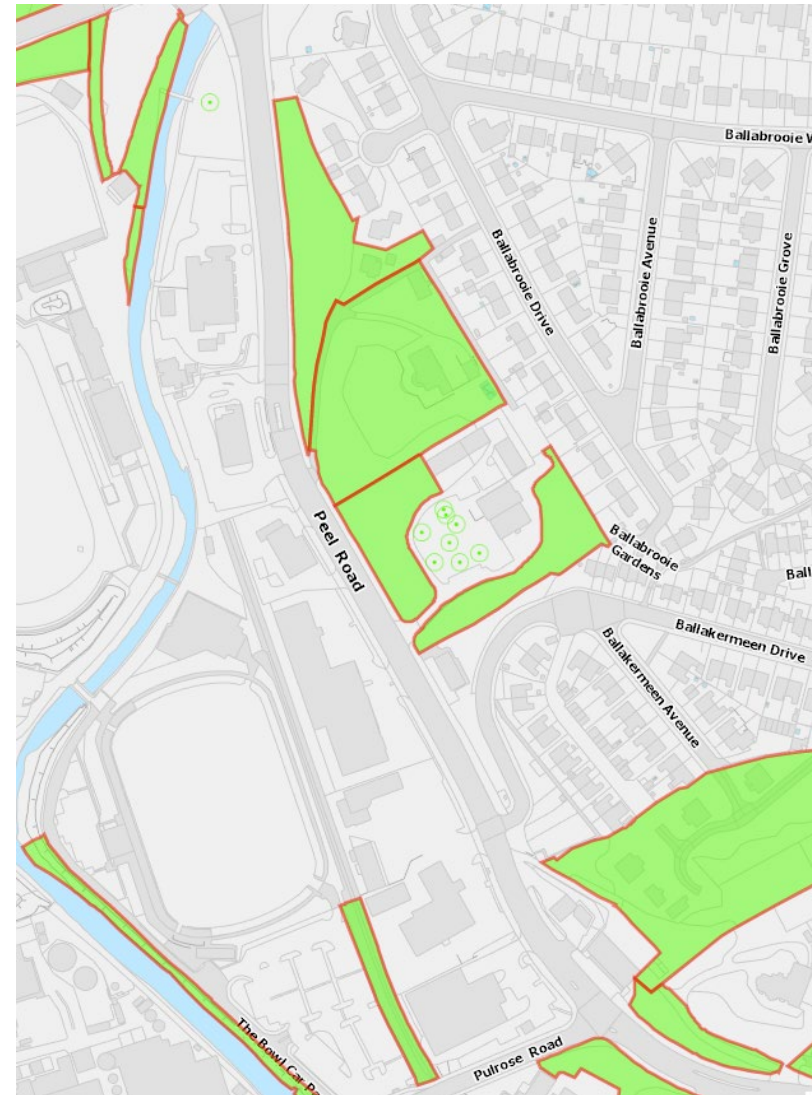 Ballabrooie W
Ballabrooie Drive
Ballabrooie Avenue
Ballabrooie Grove
Peel Road
Ballabrooie
Gardens
Ball
Ballakermeen Drive
Ballakermeen Avenue
The Bowl Car Pa
Pulrose Road